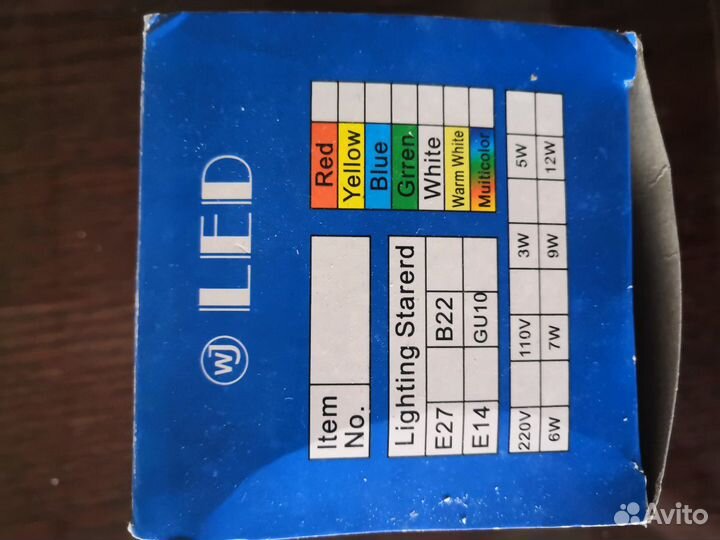 WJ LED
Item No.
Red
Yellow
Blue
Grren
White
Warm White
Muiticolor
Lighting Starerd
E27 B22
E14 GU10
220V 110V 3W 5W
6W 7W 9W 12W
Avito